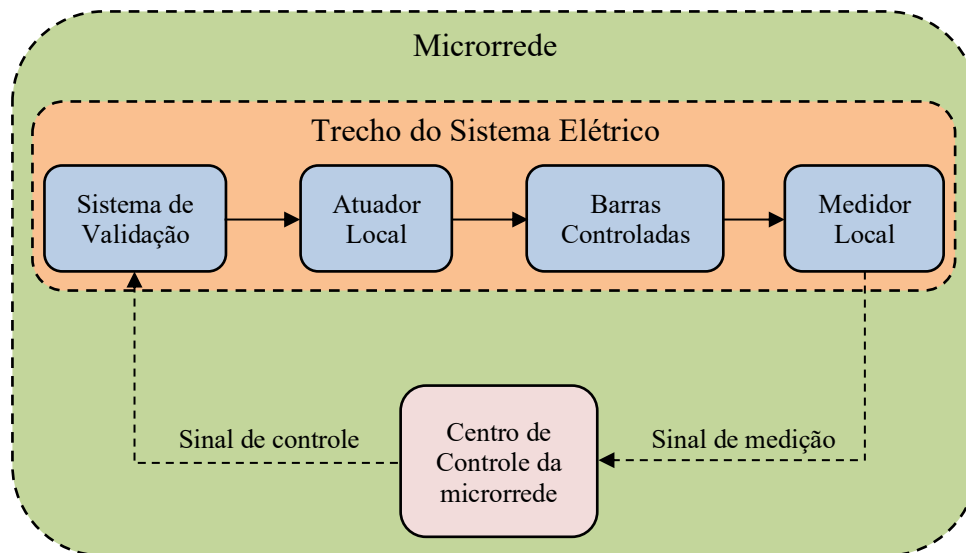 Microrrede
Trecho do Sistema Elétrico
Sistema de
Validação
Atuador
Local
Barras
Controladas
Medidor
Local
Sinal de controle
Centro de
Controle da
microrrede
Sinal de medição